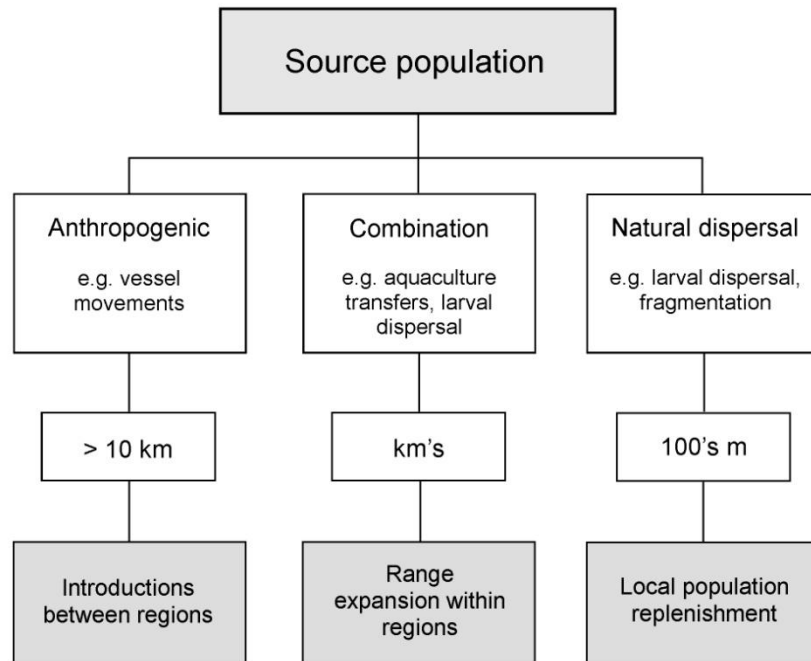 Source population
Anthropogenic
e.g. vessel
movements
Combination
e.g. aquaculture
transfers, larval
dispersal
Natural dispersal
e.g. larval dispersal,
fragmentation
> 10 km
km’s
100’s m
Introductions
between regions
Range
expansion within
regions
Local population
replenishment